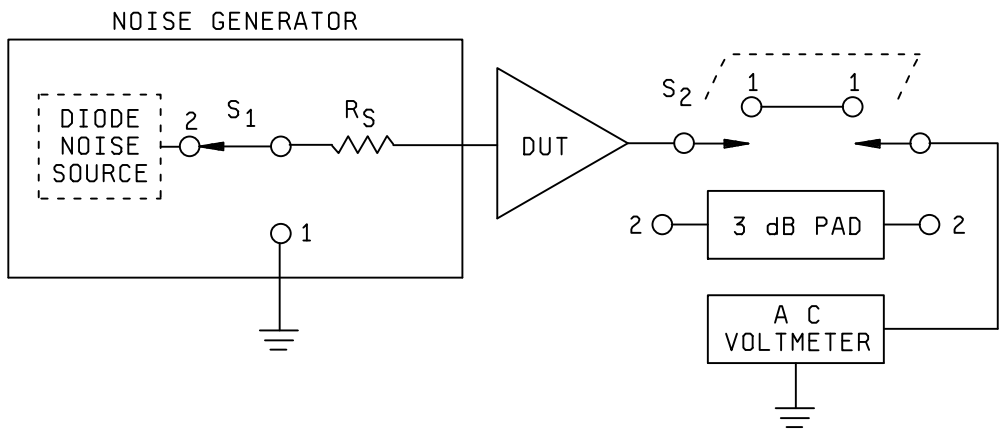 NOISE GENERATOR
DIODE
NOISE
SOURCE
2
S1
RS
1
DUT
S2
1
1
2
3 dB PAD
2
A C
VOLTMETER